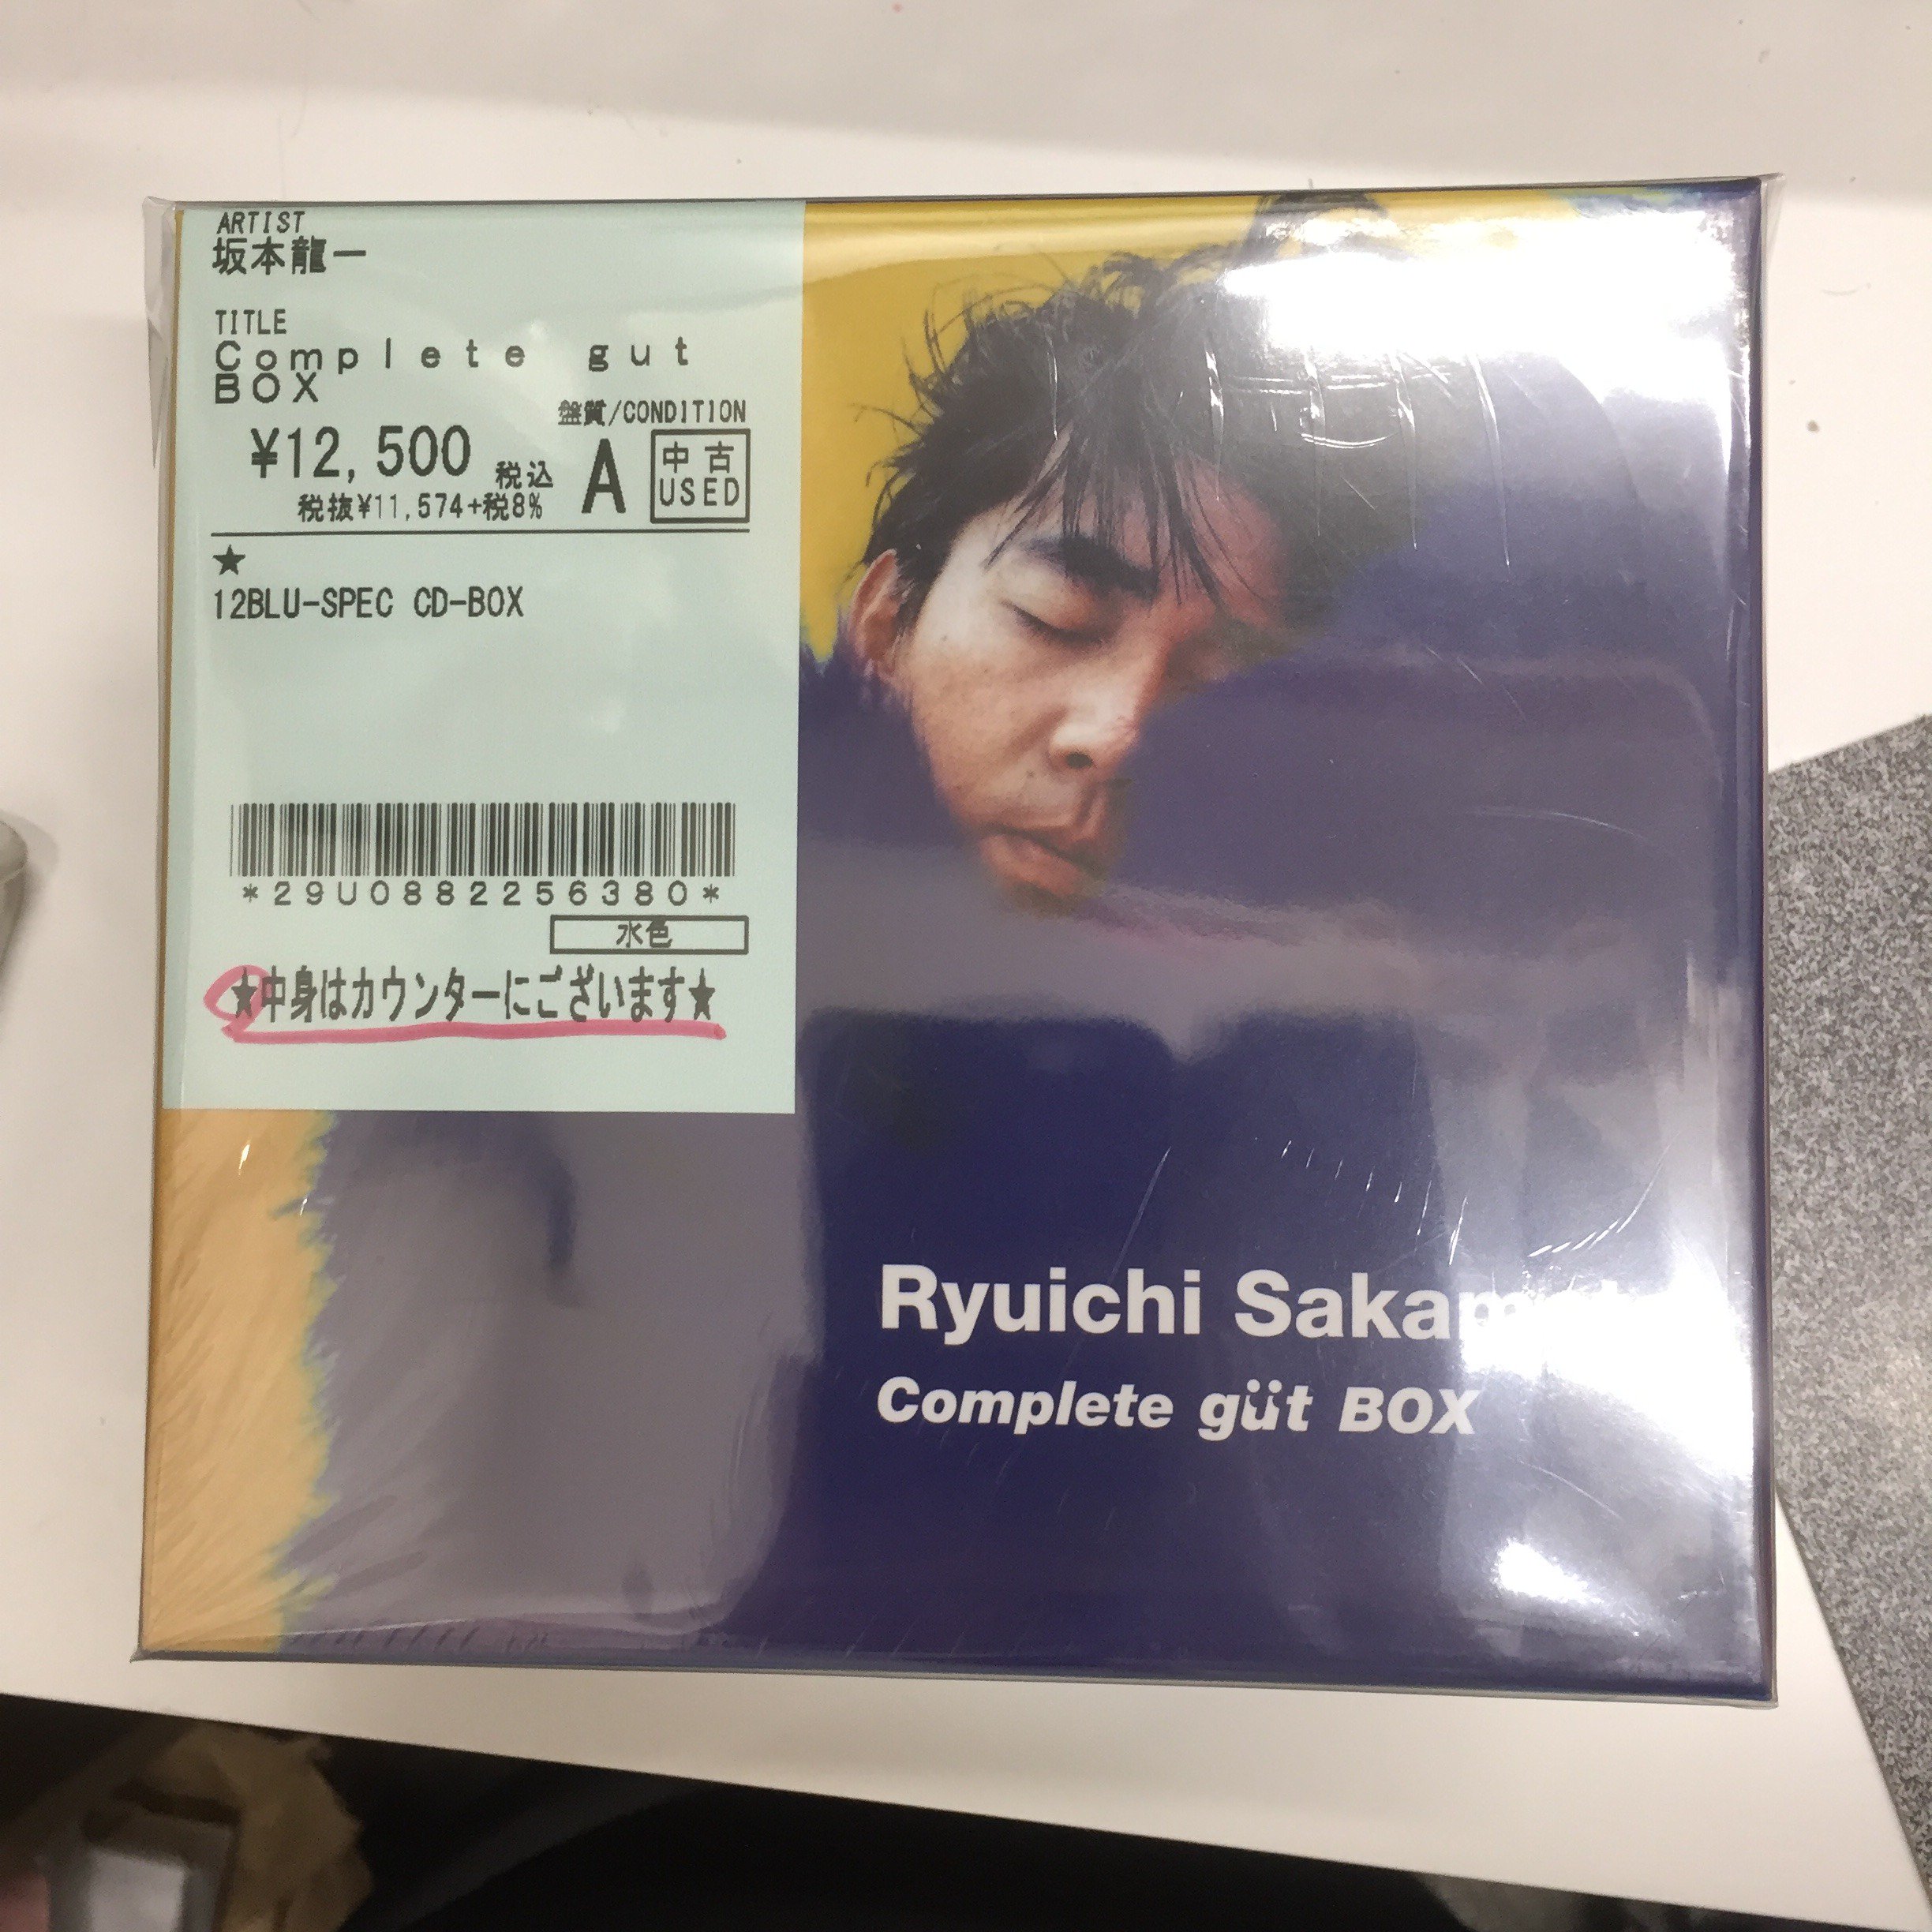 ARTIST
坂本龍一
TITLE
Complete gut
BOX
盤質/CONDITION
¥12,500 税込 A 中古
USED
税抜¥11,574+税8%
★
12BLU-SPEC CD-BOX
*29U0882256380*
水色
★中身はカウンターにございます★
Ryuichi
Complete güt BOX